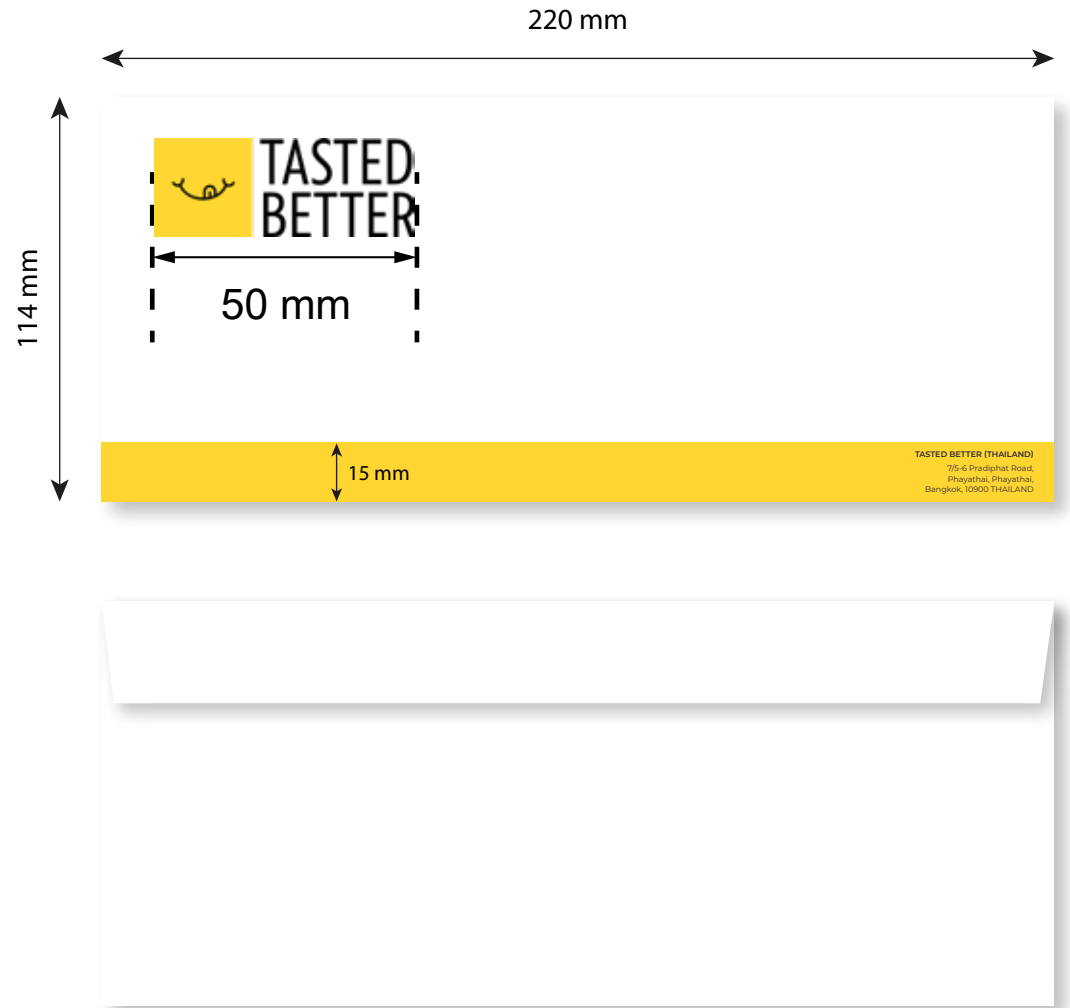 220 mm
114 mm
TASTED
BETTER
50 mm
15 mm
TASTED BETTER (THAILAND)
7/5-6 Pradiphat Road,
Phayathai, Phayathai,
Bangkok, 10900 THAILAND